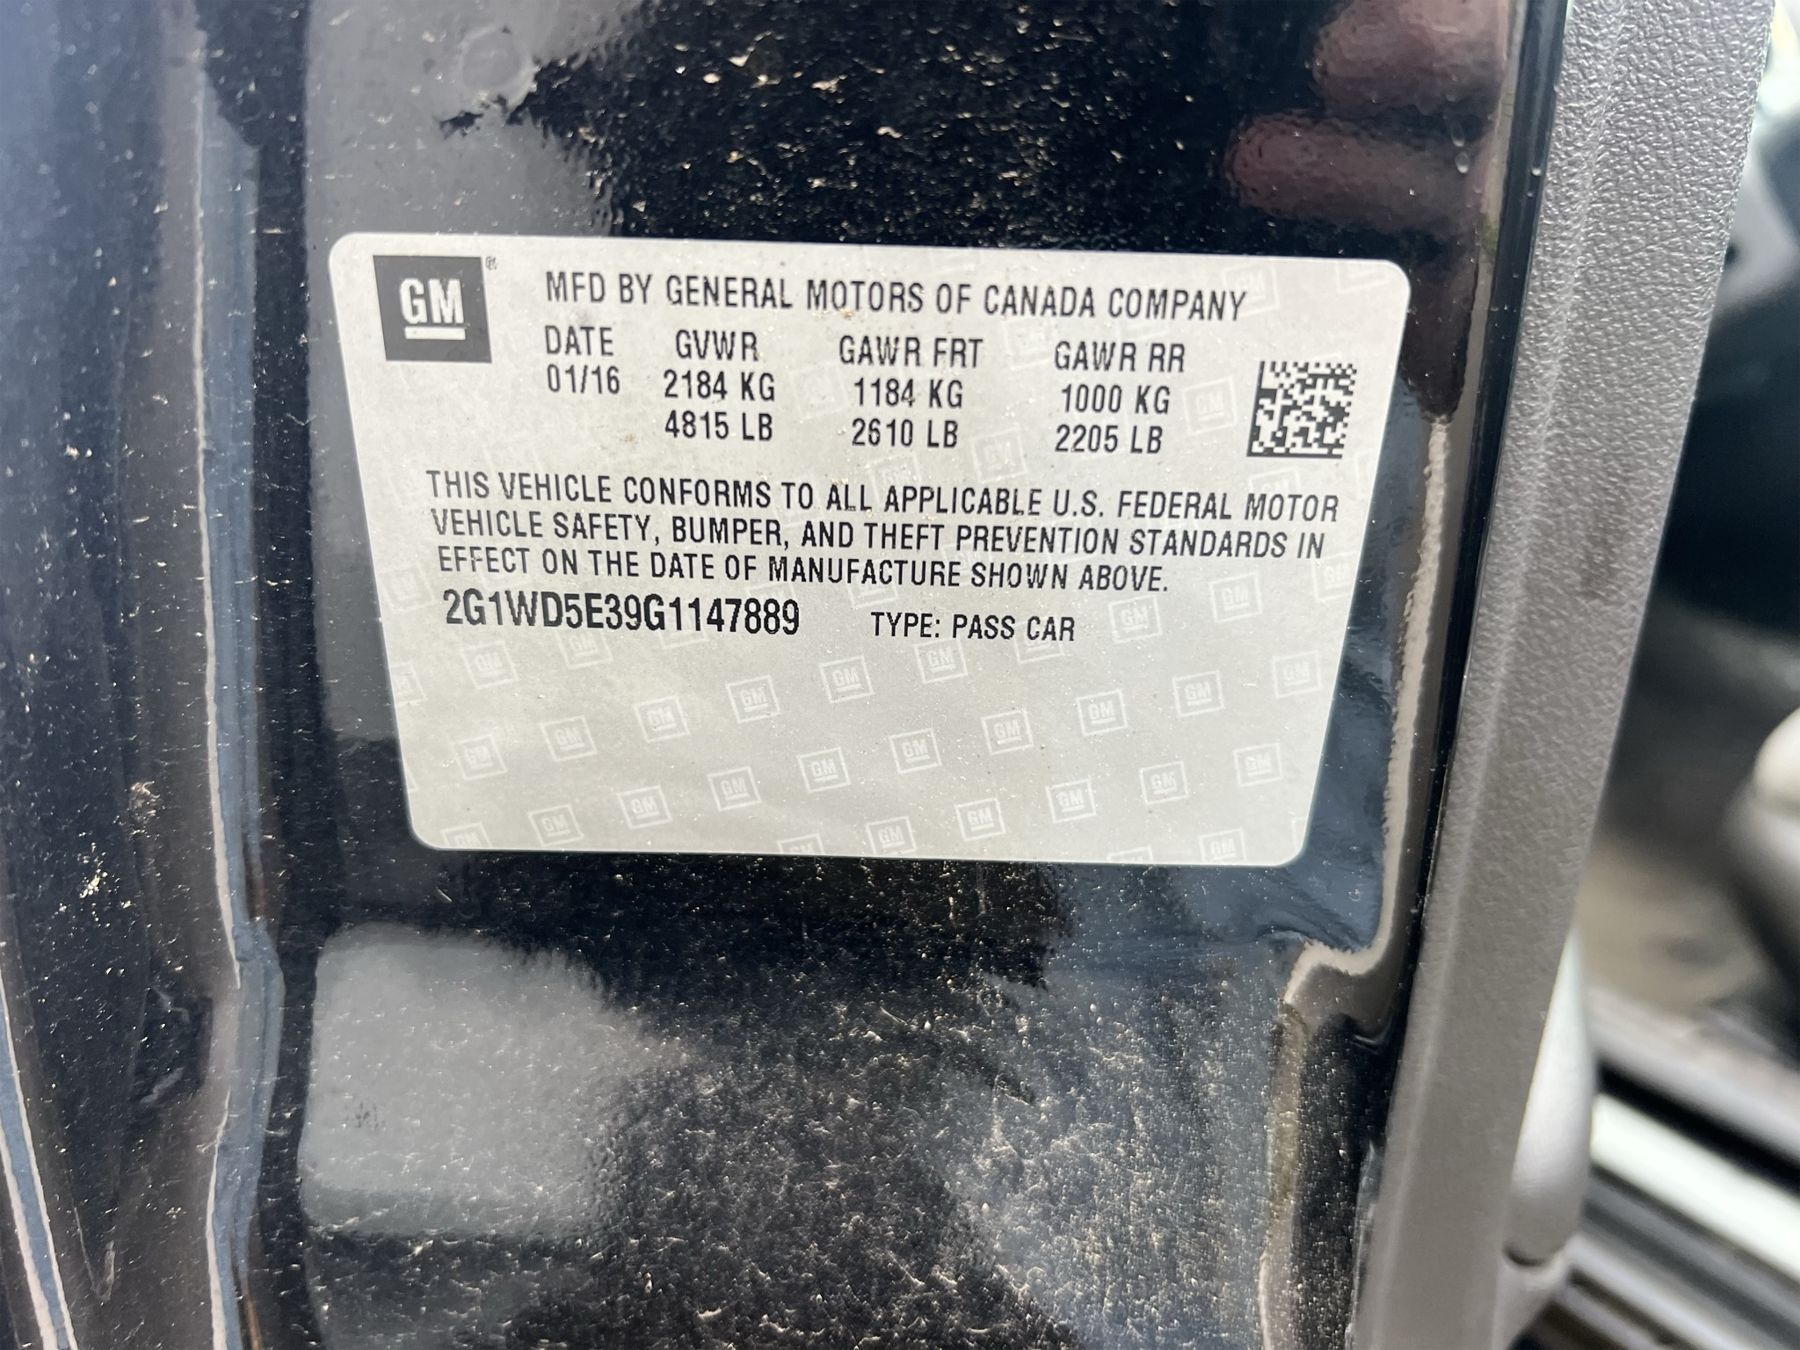 GM®
MFD BY GENERAL MOTORS OF CANADA COMPANY
DATE GVWR GAWR FRT GAWR RR
01/16 2184 KG 1184 KG 1000 KG
4815 LB 2610 LB 2205 LB
THIS VEHICLE CONFORMS TO ALL APPLICABLE U.S. FEDERAL MOTOR
VEHICLE SAFETY, BUMPER, AND THEFT PREVENTION STANDARDS IN
EFFECT ON THE DATE OF MANUFACTURE SHOWN ABOVE.
2G1WD5E39G1147889 TYPE: PASS CAR